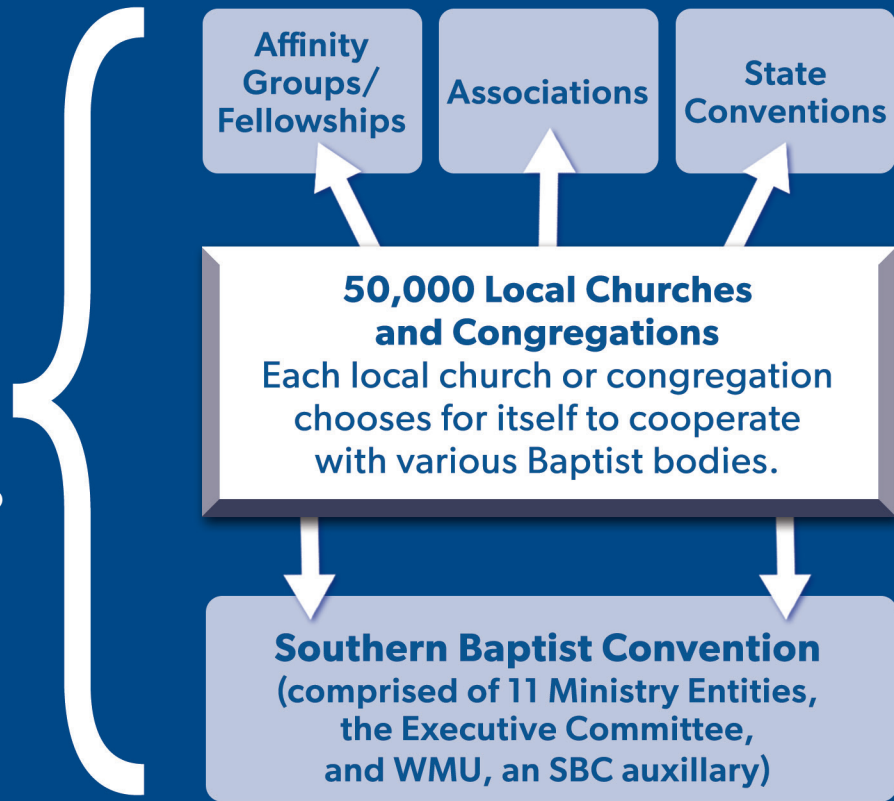 Affinity
Groups/
Fellowships
Associations
State
Conventions
50,000 Local Churches
and Congregations
Each local church or congregation
chooses for itself to cooperate
with various Baptist bodies.
Southern Baptist Convention
(comprised of 11 Ministry Entities,
the Executive Committee,
and WMU, an SBC auxillary)